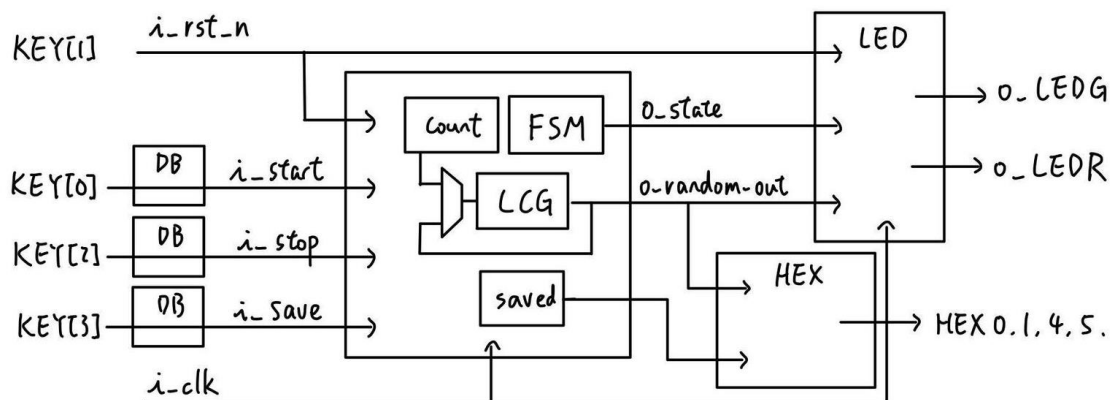 KEY[1]
i_rst_n
LED
count
FSM
o_state
o_LEDG
KEY[0]
DB
i_start
LCG
o_random_out
o_LEDR
KEY[2]
DB
i_stop
HEX
KEY[3]
DB
i_save
saved
HEX 0.1.4.5.
i_clk